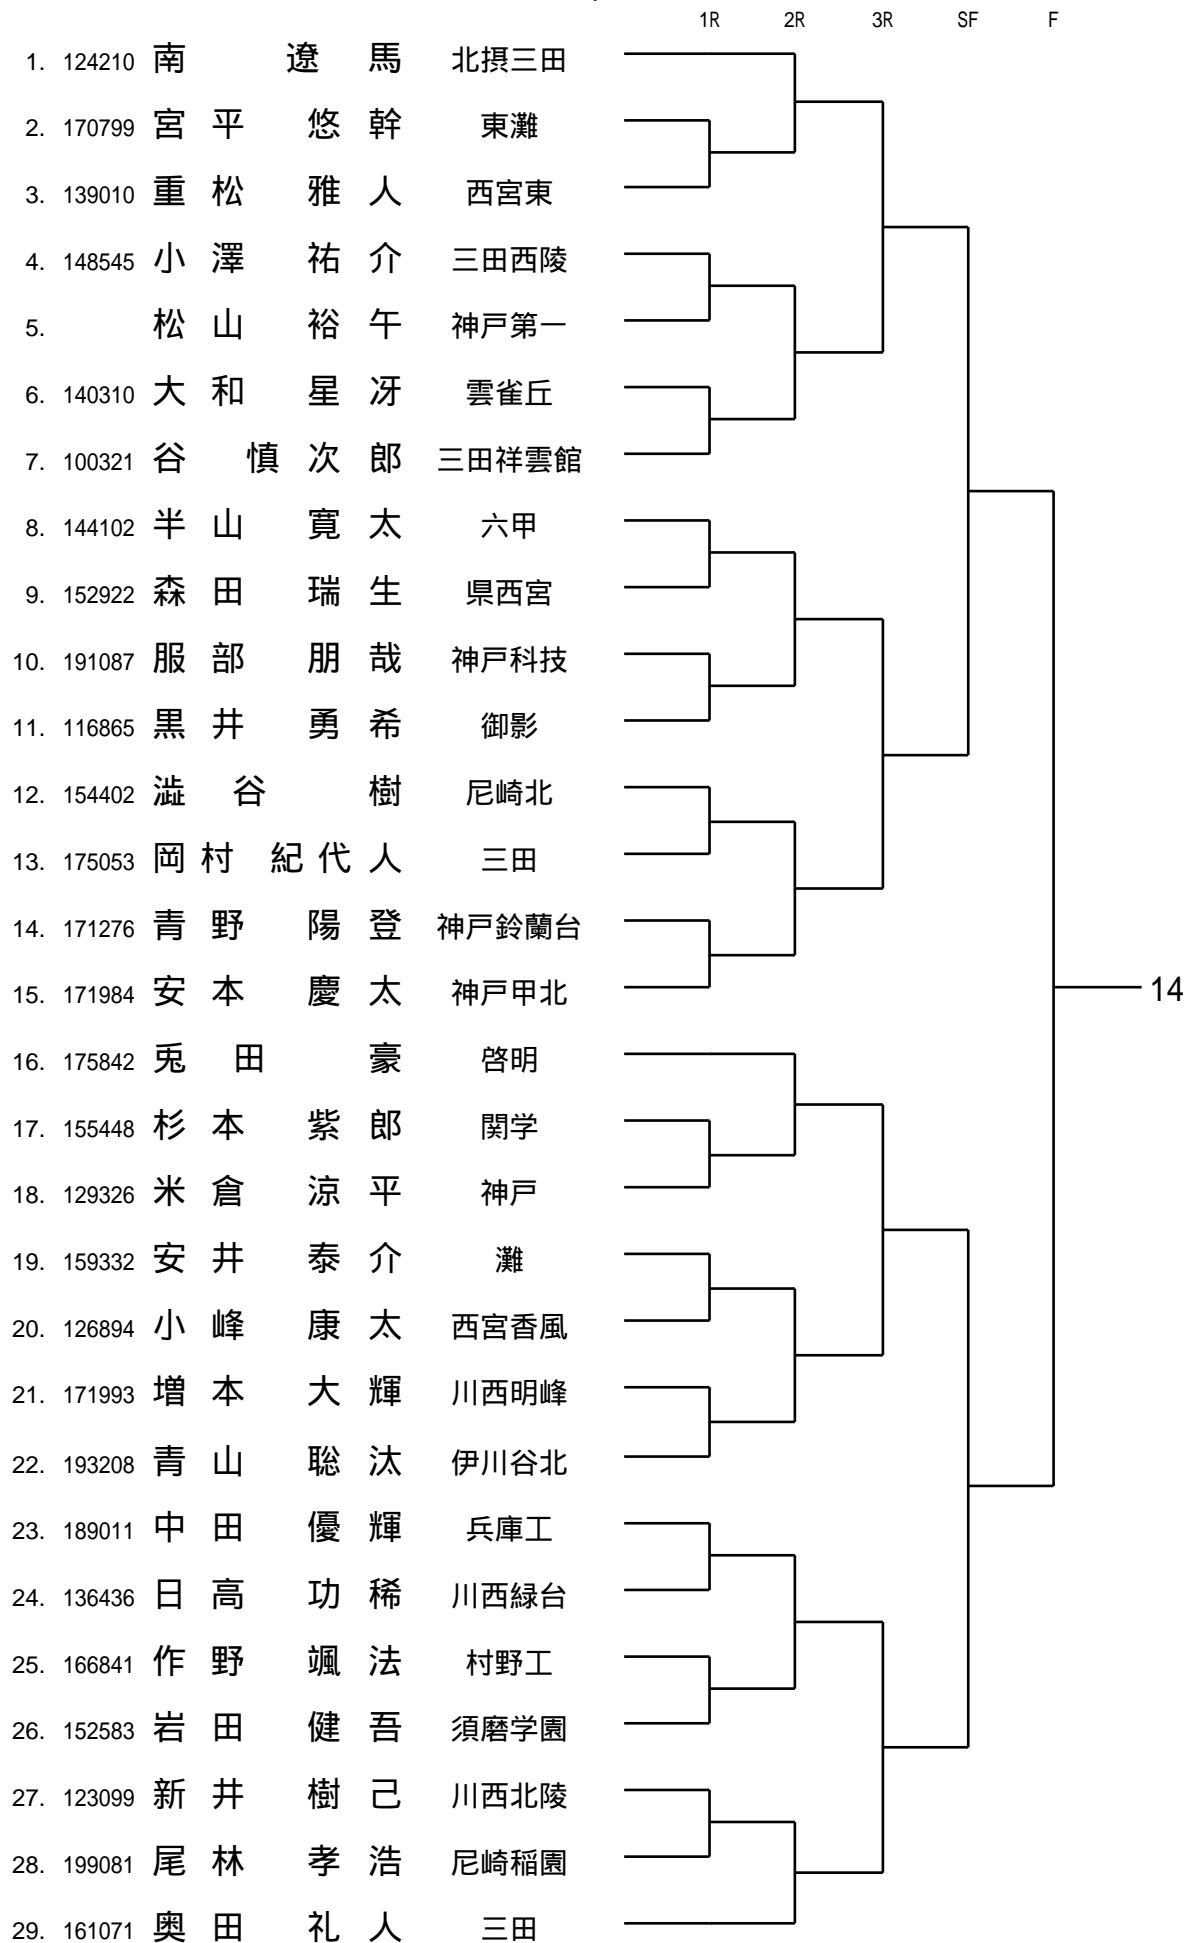 1R 2R 3R SF F
1. 124210 南 遼 馬 北摂三田
2. 170799 宮 平 悠 幹 東灘
3. 139010 重 松 雅 人 西宮東
4. 148545 小 澤 祐 介 三田西陵
5. 松 山 裕 午 神戸第一
6. 140310 大 和 星 冴 雲雀丘
7. 100321 谷 慎 次 郎 三田祥雲館
8. 144102 半 山 寛 太 六甲
9. 152922 森 田 瑞 生 県西宮
10. 191087 服 部 朋 哉 神戸科技
11. 116865 黒 井 勇 希 御影
12. 154402 澁 谷 樹 尼崎北
13. 175053 岡 村 紀 代 人 三田
14. 171276 青 野 陽 登 神戸鈴蘭台
15. 171984 安 本 慶 太 神戸甲北
14
16. 175842 兎 田 豪 啓明
17. 155448 杉 本 紫 郎 関学
18. 129326 米 倉 涼 平 神戸
19. 159332 安 井 泰 介 灘
20. 126894 小 峰 康 太 西宮香風
21. 171993 増 本 大 輝 川西明峰
22. 193208 青 山 聡 汰 伊川谷北
23. 189011 中 田 優 輝 兵庫工
24. 136436 日 高 功 稀 川西緑台
25. 166841 作 野 颯 法 村野工
26. 152583 岩 田 健 吾 須磨学園
27. 123099 新 井 樹 己 川西北陵
28. 199081 尾 林 孝 浩 尼崎稲園
29. 161071 奥 田 礼 人 三田